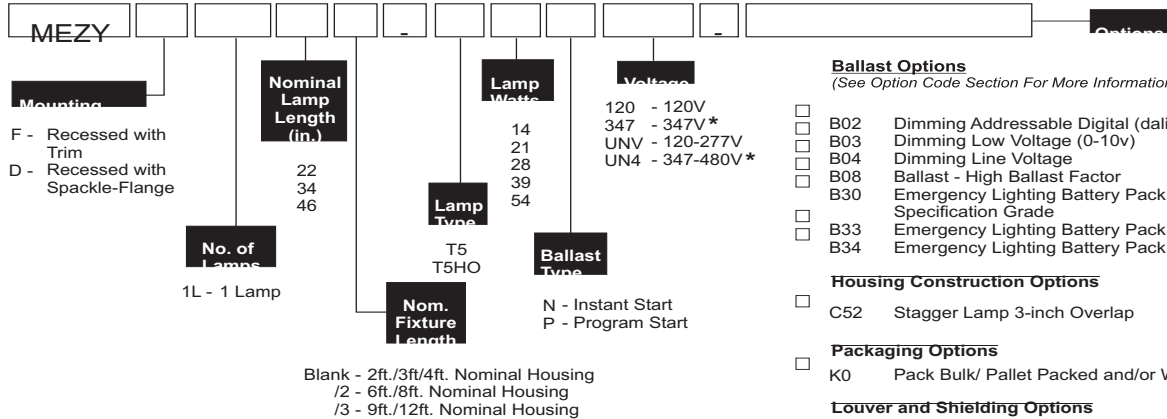 MEZY
-
-
Options
Mounting
F - Recessed with
Trim
D - Recessed with
Spackle-Flange
No. of
Lamps
1L - 1 Lamp
Nominal
Lamp
Length
(in.)
22
34
46
Nom.
Fixture
Length
Blank - 2ft./3ft/4ft. Nominal Housing
/2 - 6ft./8ft. Nominal Housing
/3 - 9ft./12ft. Nominal Housing
Lamp
Type
T5
T5HO
Lamp
Watts
14
21
28
39
54
Ballast
Type
N - Instant Start
P - Program Start
Voltage
120 - 120V
347 - 347V*
UNV - 120-277V
UN4 - 347-480V*
Ballast Options
(See Option Code Section For More Information
B02 Dimming Addressable Digital (dali
B03 Dimming Low Voltage (0-10v)
B04 Dimming Line Voltage
B08 Ballast - High Ballast Factor
B30 Emergency Lighting Battery Pack
Specification Grade
B33 Emergency Lighting Battery Pack
B34 Emergency Lighting Battery Pack
Housing Construction Options
C52 Stagger Lamp 3-inch Overlap
Packaging Options
K0 Pack Bulk/ Pallet Packed and/or
Louver and Shielding Options